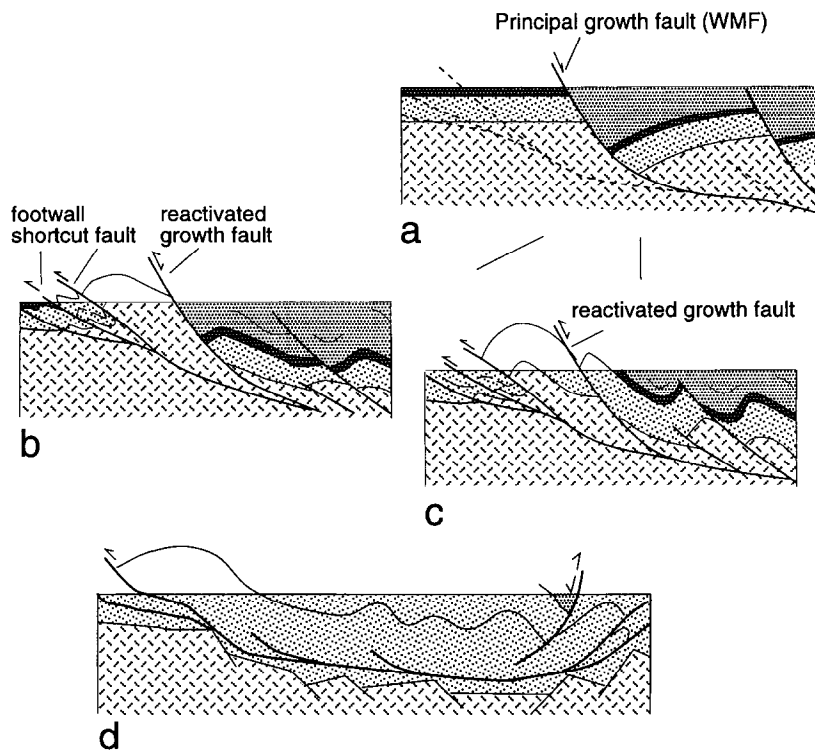 Principal growth fault (WMF)
a
footwall
shortcut fault
reactivated
growth fault
b
reactivated growth fault
c
d